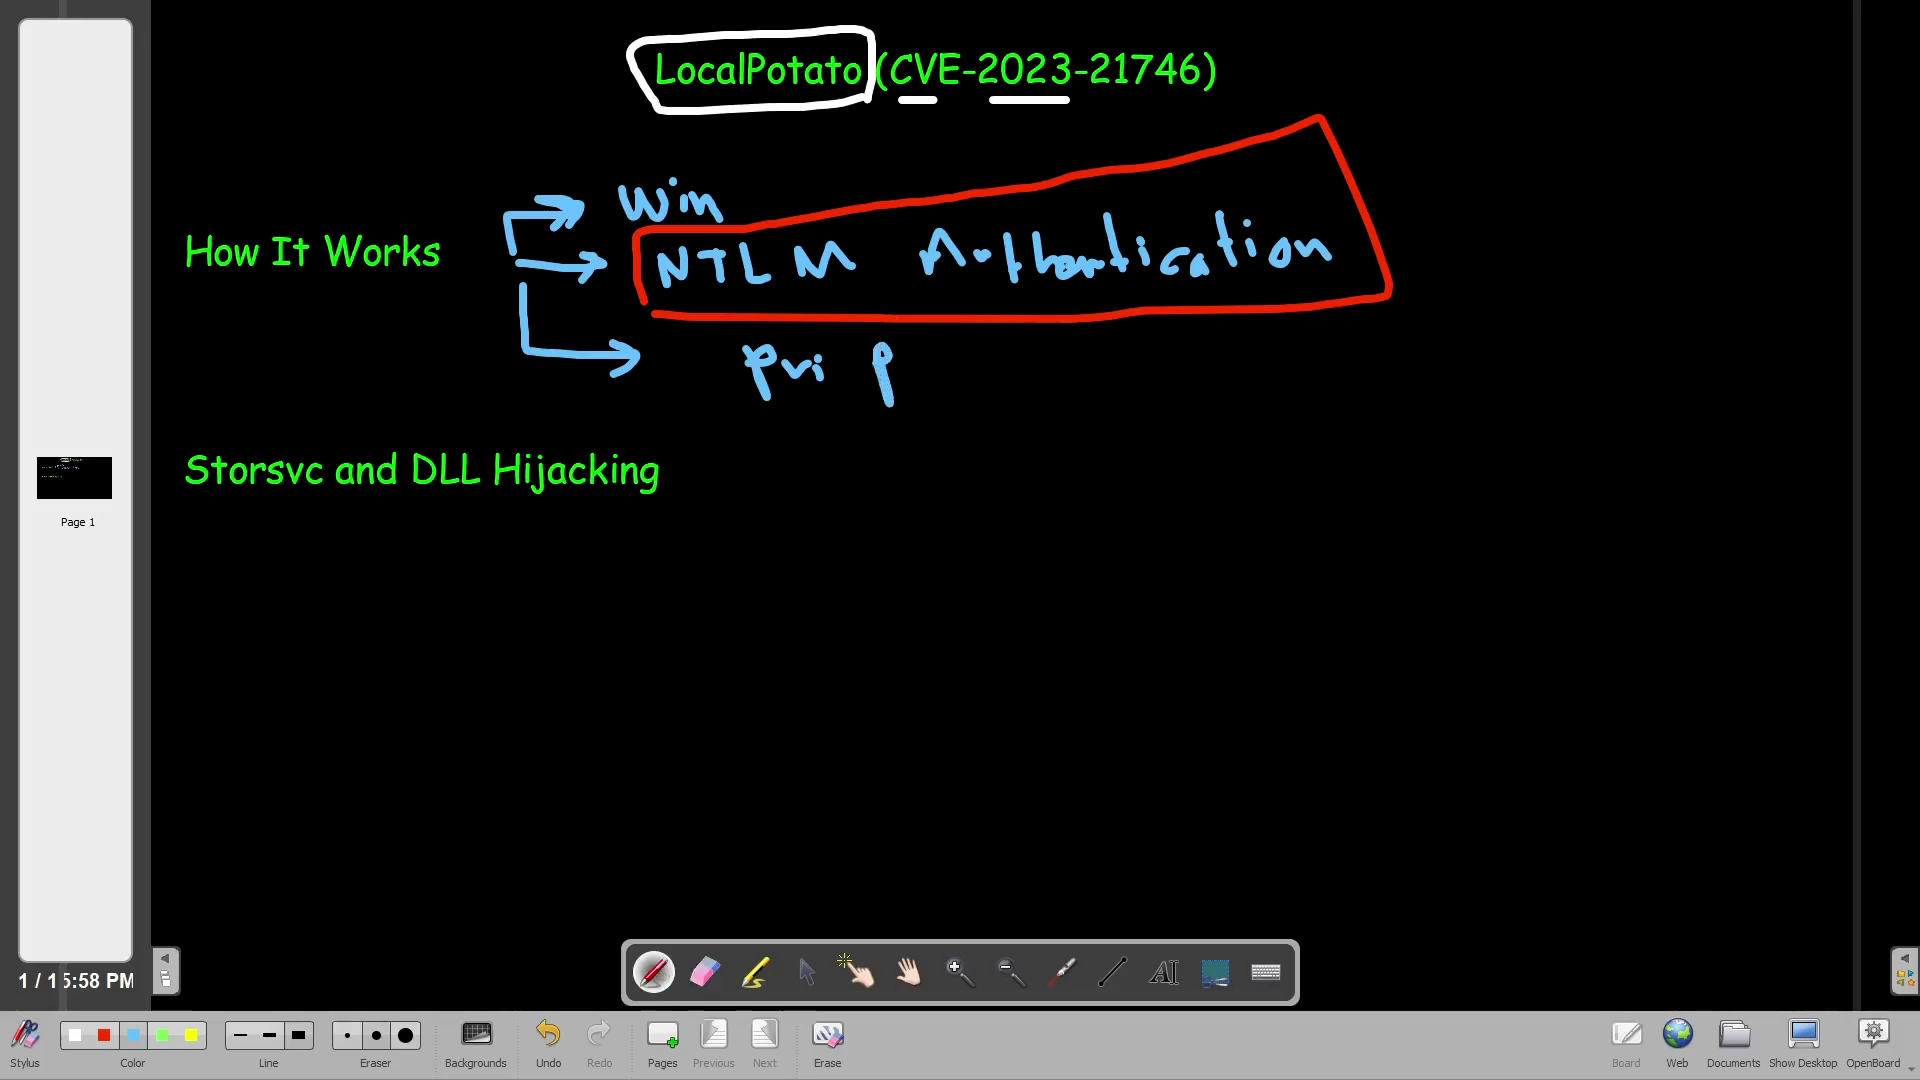 LocalPotato (CVE-2023-21746)
Win
How It Works
NTLM Authentication
pri p
Storsvc and DLL Hijacking
Page 1
1 / 1 5:58 PM
Stylus
Color
Line
Eraser
Backgrounds
Undo
Redo
Pages
Previous
Next
Erase
Board
Web
Documents
Show Desktop
OpenBoard